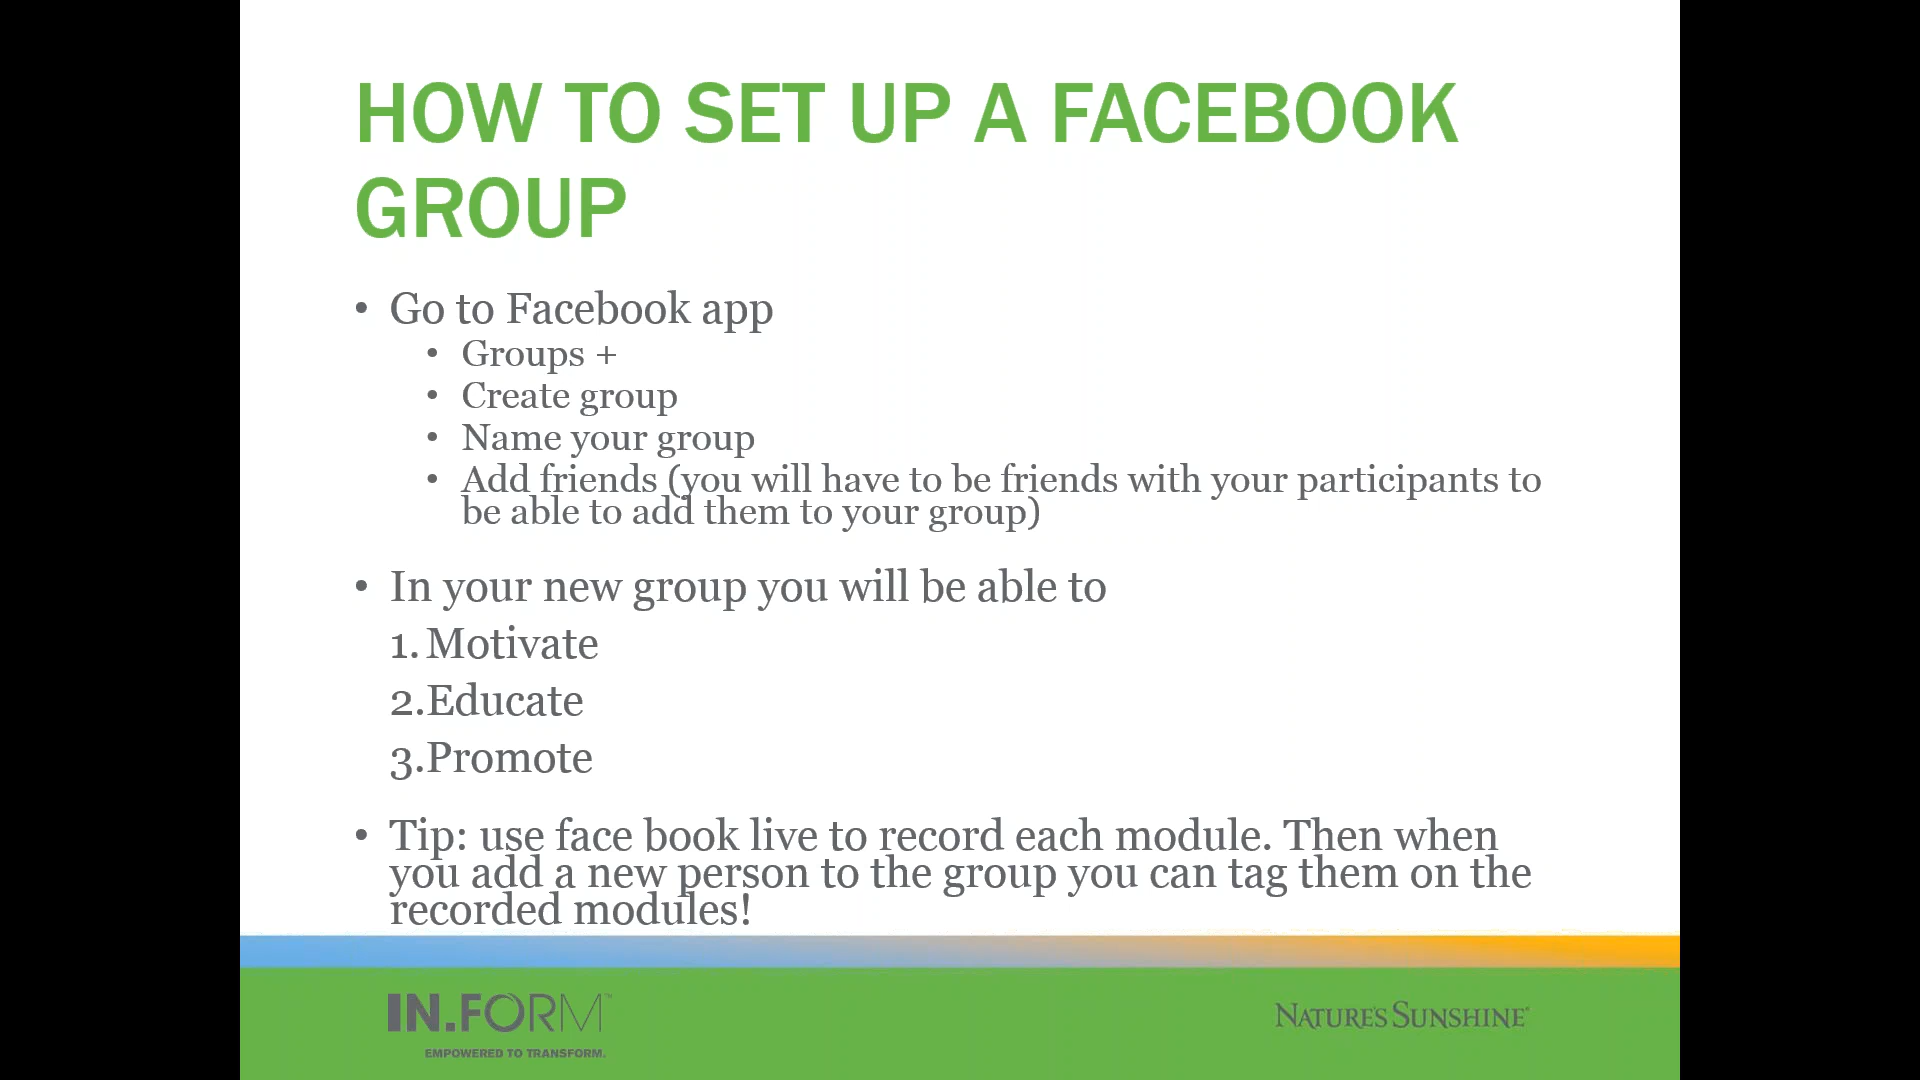 HOW TO SET UP A FACEBOOK
GROUP
• Go to Facebook app
• Groups +
• Create group
• Name your group
• Add friends (you will have to be friends with your participants to
be able to add them to your group)
• In your new group you will be able to
1. Motivate
2.Educate
3.Promote
• Tip: use face book live to record each module. Then when
you add a new person to the group you can tag them on the
recorded modules!
IN.FORM™
EMPOWERED TO TRANSFORM.
NATURE'S SUNSHINE®